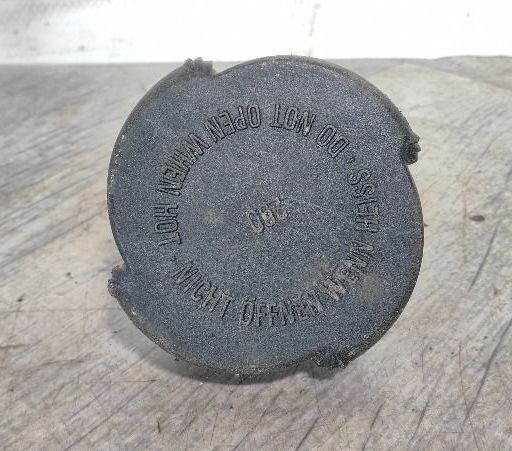 DO NOT OPEN WHEN HOT
NICHT ÖFFNEN WENN HEISS
200